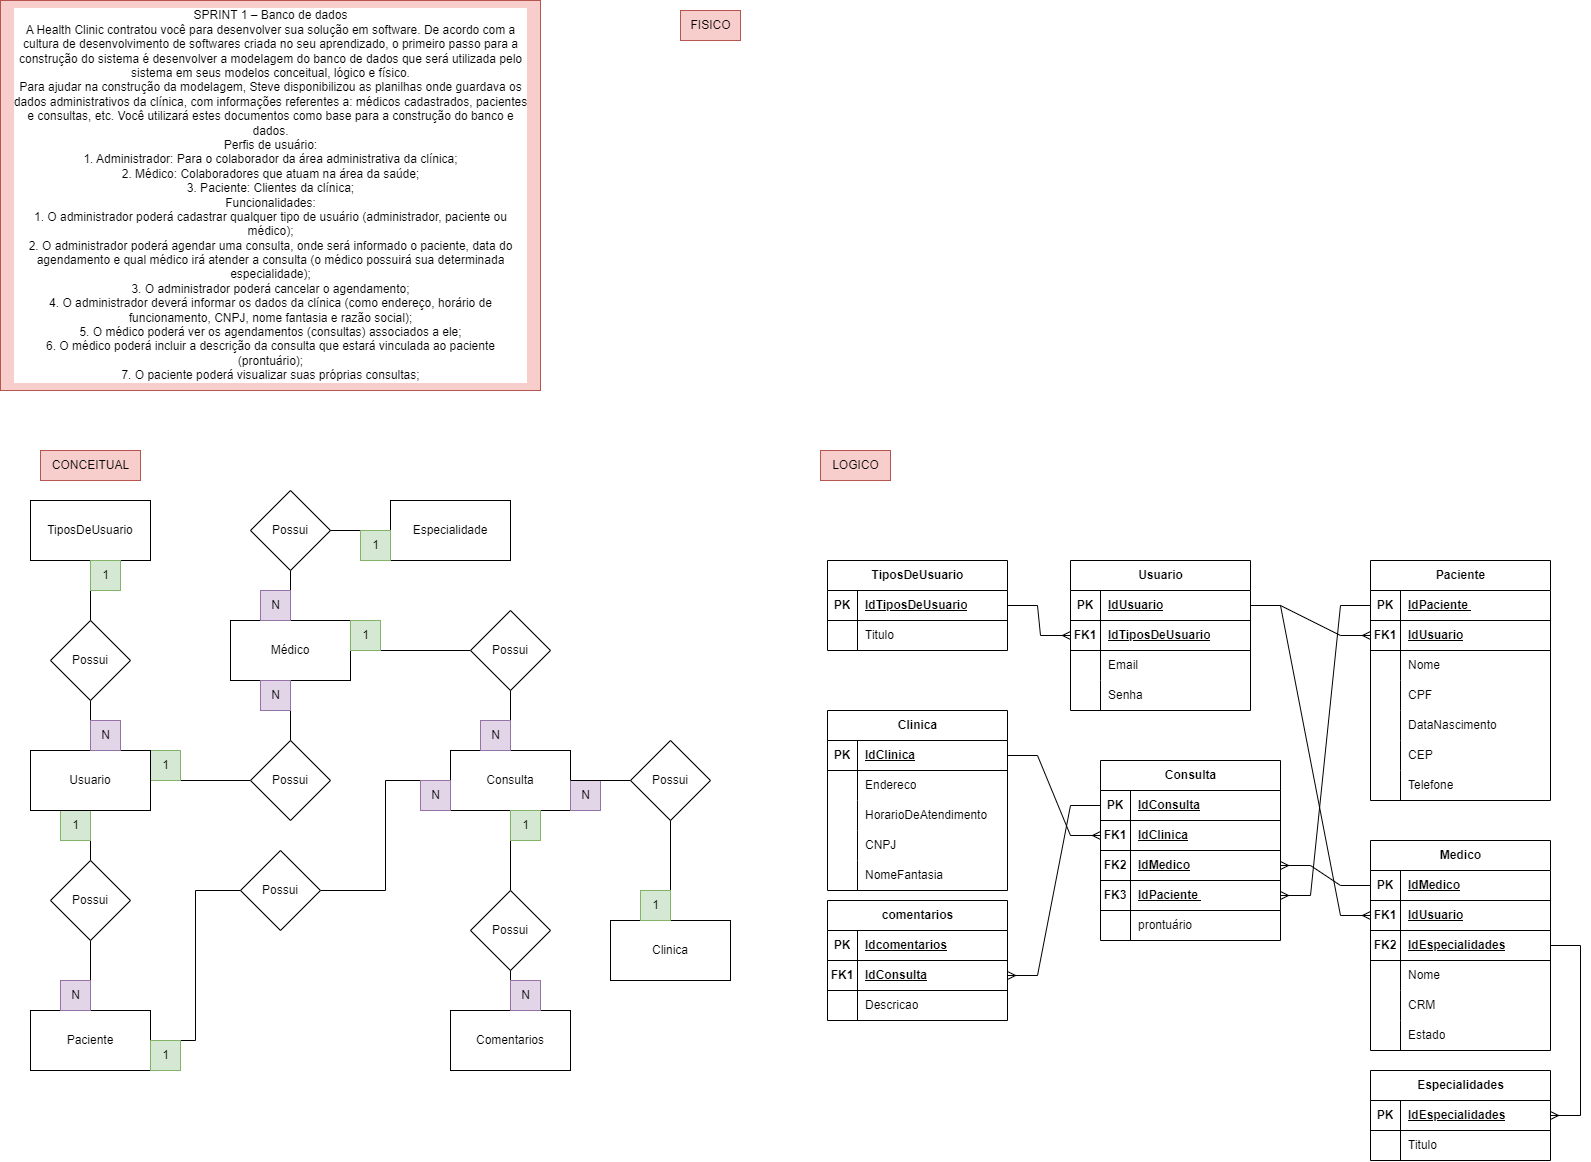 SPRINT 1 – Banco de dados
A Health Clinic contratou você para desenvolver sua solução em software. De acordo com a
cultura de desenvolvimento de softwares criada no seu aprendizado, o primeiro passo para a
construção do sistema é desenvolver a modelagem do banco de dados que será utilizada pelo
sistema em seus modelos conceitual, lógico e físico.
Para ajudar na construção da modelagem, Steve disponibilizou as planilhas onde guardava os
dados administrativos da clínica, com informações referentes a: médicos cadastrados, pacientes
e consultas, etc. Você utilizará estes documentos como base para a construção do banco e
dados.
Perfis de usuário:
1. Administrador: Para o colaborador da área administrativa da clínica;
2. Médico: Colaboradores que atuam na área da saúde;
3. Paciente: Clientes da clínica;
Funcionalidades:
1. O administrador poderá cadastrar qualquer tipo de usuário (administrador, paciente ou
médico);
2. O administrador poderá agendar uma consulta, onde será informado o paciente, data do
agendamento e qual médico irá atender a consulta (o médico possuirá sua determinada
especialidade);
3. O administrador poderá cancelar o agendamento;
4. O administrador deverá informar os dados da clínica (como endereço, horário de
funcionamento, CNPJ, nome fantasia e razão social);
5. O médico poderá ver os agendamentos (consultas) associados a ele;
6. O médico poderá incluir a descrição da consulta que estará vinculada ao paciente
(prontuário);
7. O paciente poderá visualizar suas próprias consultas;
FISICO
CONCEITUAL
TiposDeUsuario
1
Possui
N
Usuario
1
1
Possui
N
Paciente
1
Possui
Possui
1
Especialidade
N
Médico
1
N
Possui
Possui
N
N
Consulta
N
1
Possui
1
Clinica
Possui
N
Comentarios
LOGICO
TiposDeUsuario
PK IdTiposDeUsuario
Titulo
Usuario
PK IdUsuario
FK1 IdTiposDeUsuario
Email
Senha
Paciente
PK IdPaciente
FK1 IdUsuario
Nome
CPF
DataNascimento
CEP
Telefone
Clinica
PK IdClinica
Endereco
HorarioDeAtendimento
CNPJ
NomeFantasia
Consulta
PK IdConsulta
FK1 IdClinica
FK2 IdMedico
FK3 IdPaciente
prontuário
comentarios
PK Idcomentarios
FK1 IdConsulta
Descricao
Medico
PK IdMedico
FK1 IdUsuario
FK2 IdEspecialidades
Nome
CRM
Estado
Especialidades
PK IdEspecialidades
Titulo